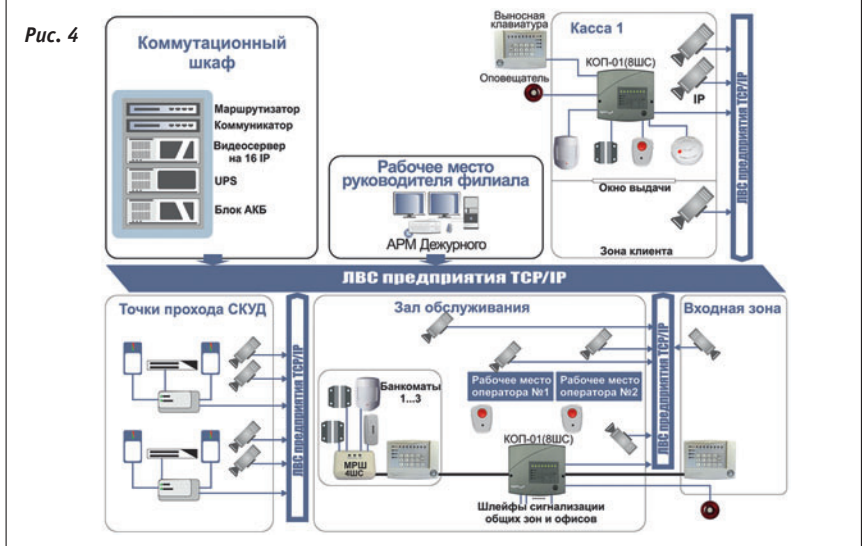 Рис. 4
Коммутационный
шкаф
Маршрутизатор
Коммуникатор
Видеосервер
на 16 IP
UPS
Блок АКБ
Рабочее место
руководителя филиала
АРМ Дежурного
Выносная
клавиатура
Касса 1
КОП-01(8ШС)
Оповещатель
IP
Окно выдачи
Зона клиента
ЛВС предприятия TCP/IP
ЛВС предприятия TCP/IP
Точки прохода СКУД
ЛВС предприятия TCP/IP
Зал обслуживания
Банкоматы
1...3
МРШ
4ШС
Рабочее место
оператора №1
Рабочее место
оператора №2
КОП-01(8ШС)
Шлейфы сигнализации
общих зон и офисов
ЛВС предприятия TCP/IP
Входная зона